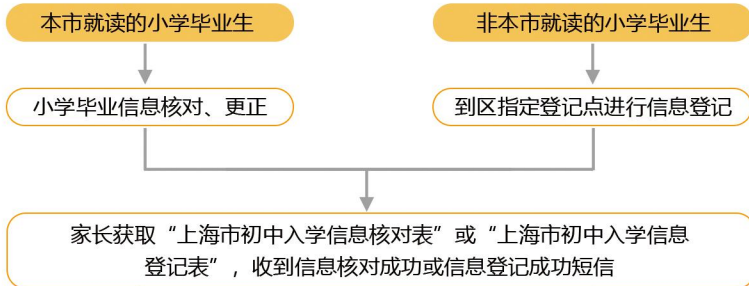 本市就读的小学毕业生
非本市就读的小学毕业生
小学毕业信息核对、更正
到区指定登记点进行信息登记
家长获取“上海市初中入学信息核对表”或“上海市初中入学信息
登记表”，收到信息核对成功或信息登记成功短信